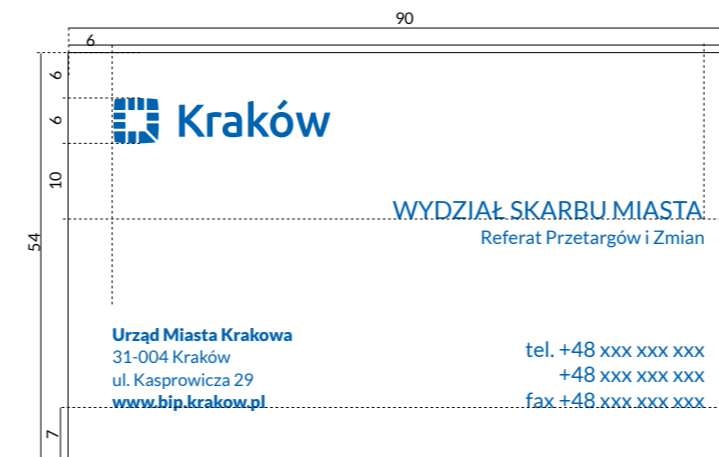 90
6
6
6
Kraków
10
WYDZIAŁ SKARBU MIASTA
Referat Przetargów i Zmian
54
Urząd Miasta Krakowa
31-004 Kraków
ul. Kasprowicza 29
www.bip.krakow.pl
tel. +48 xxx xxx xxx
+48 xxx xxx xxx
fax +48 xxx xxx xxx
7